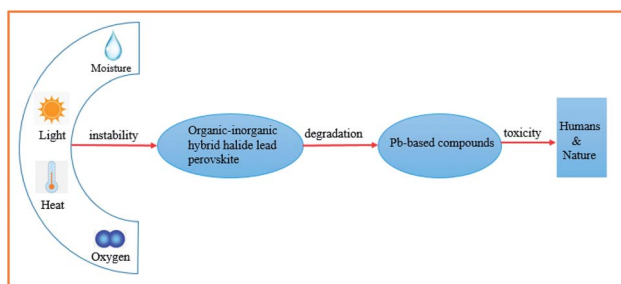 Moisture
Light
Heat
Oxygen
instability
Organic-inorganic
hybrid halide lead
perovskite
degradation
Pb-based compounds
toxicity
Humans
&
Nature